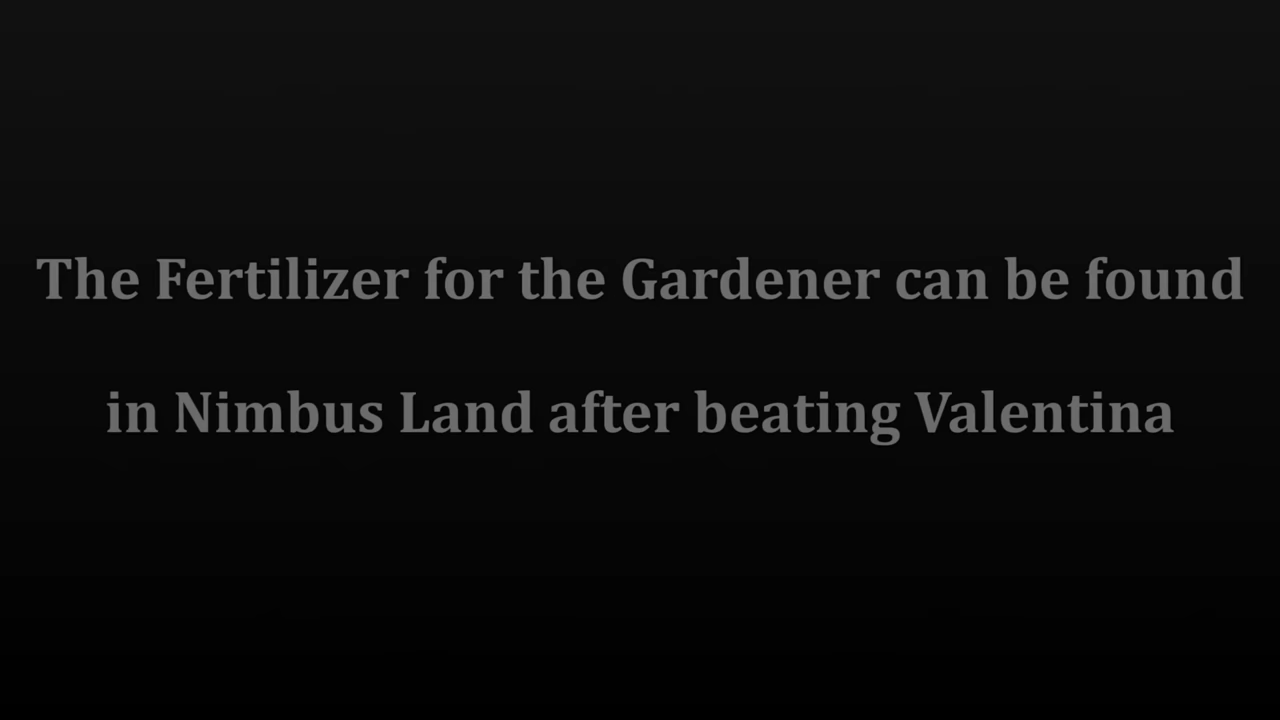 The Fertilizer for the Gardener can be found
in Nimbus Land after beating Valentina